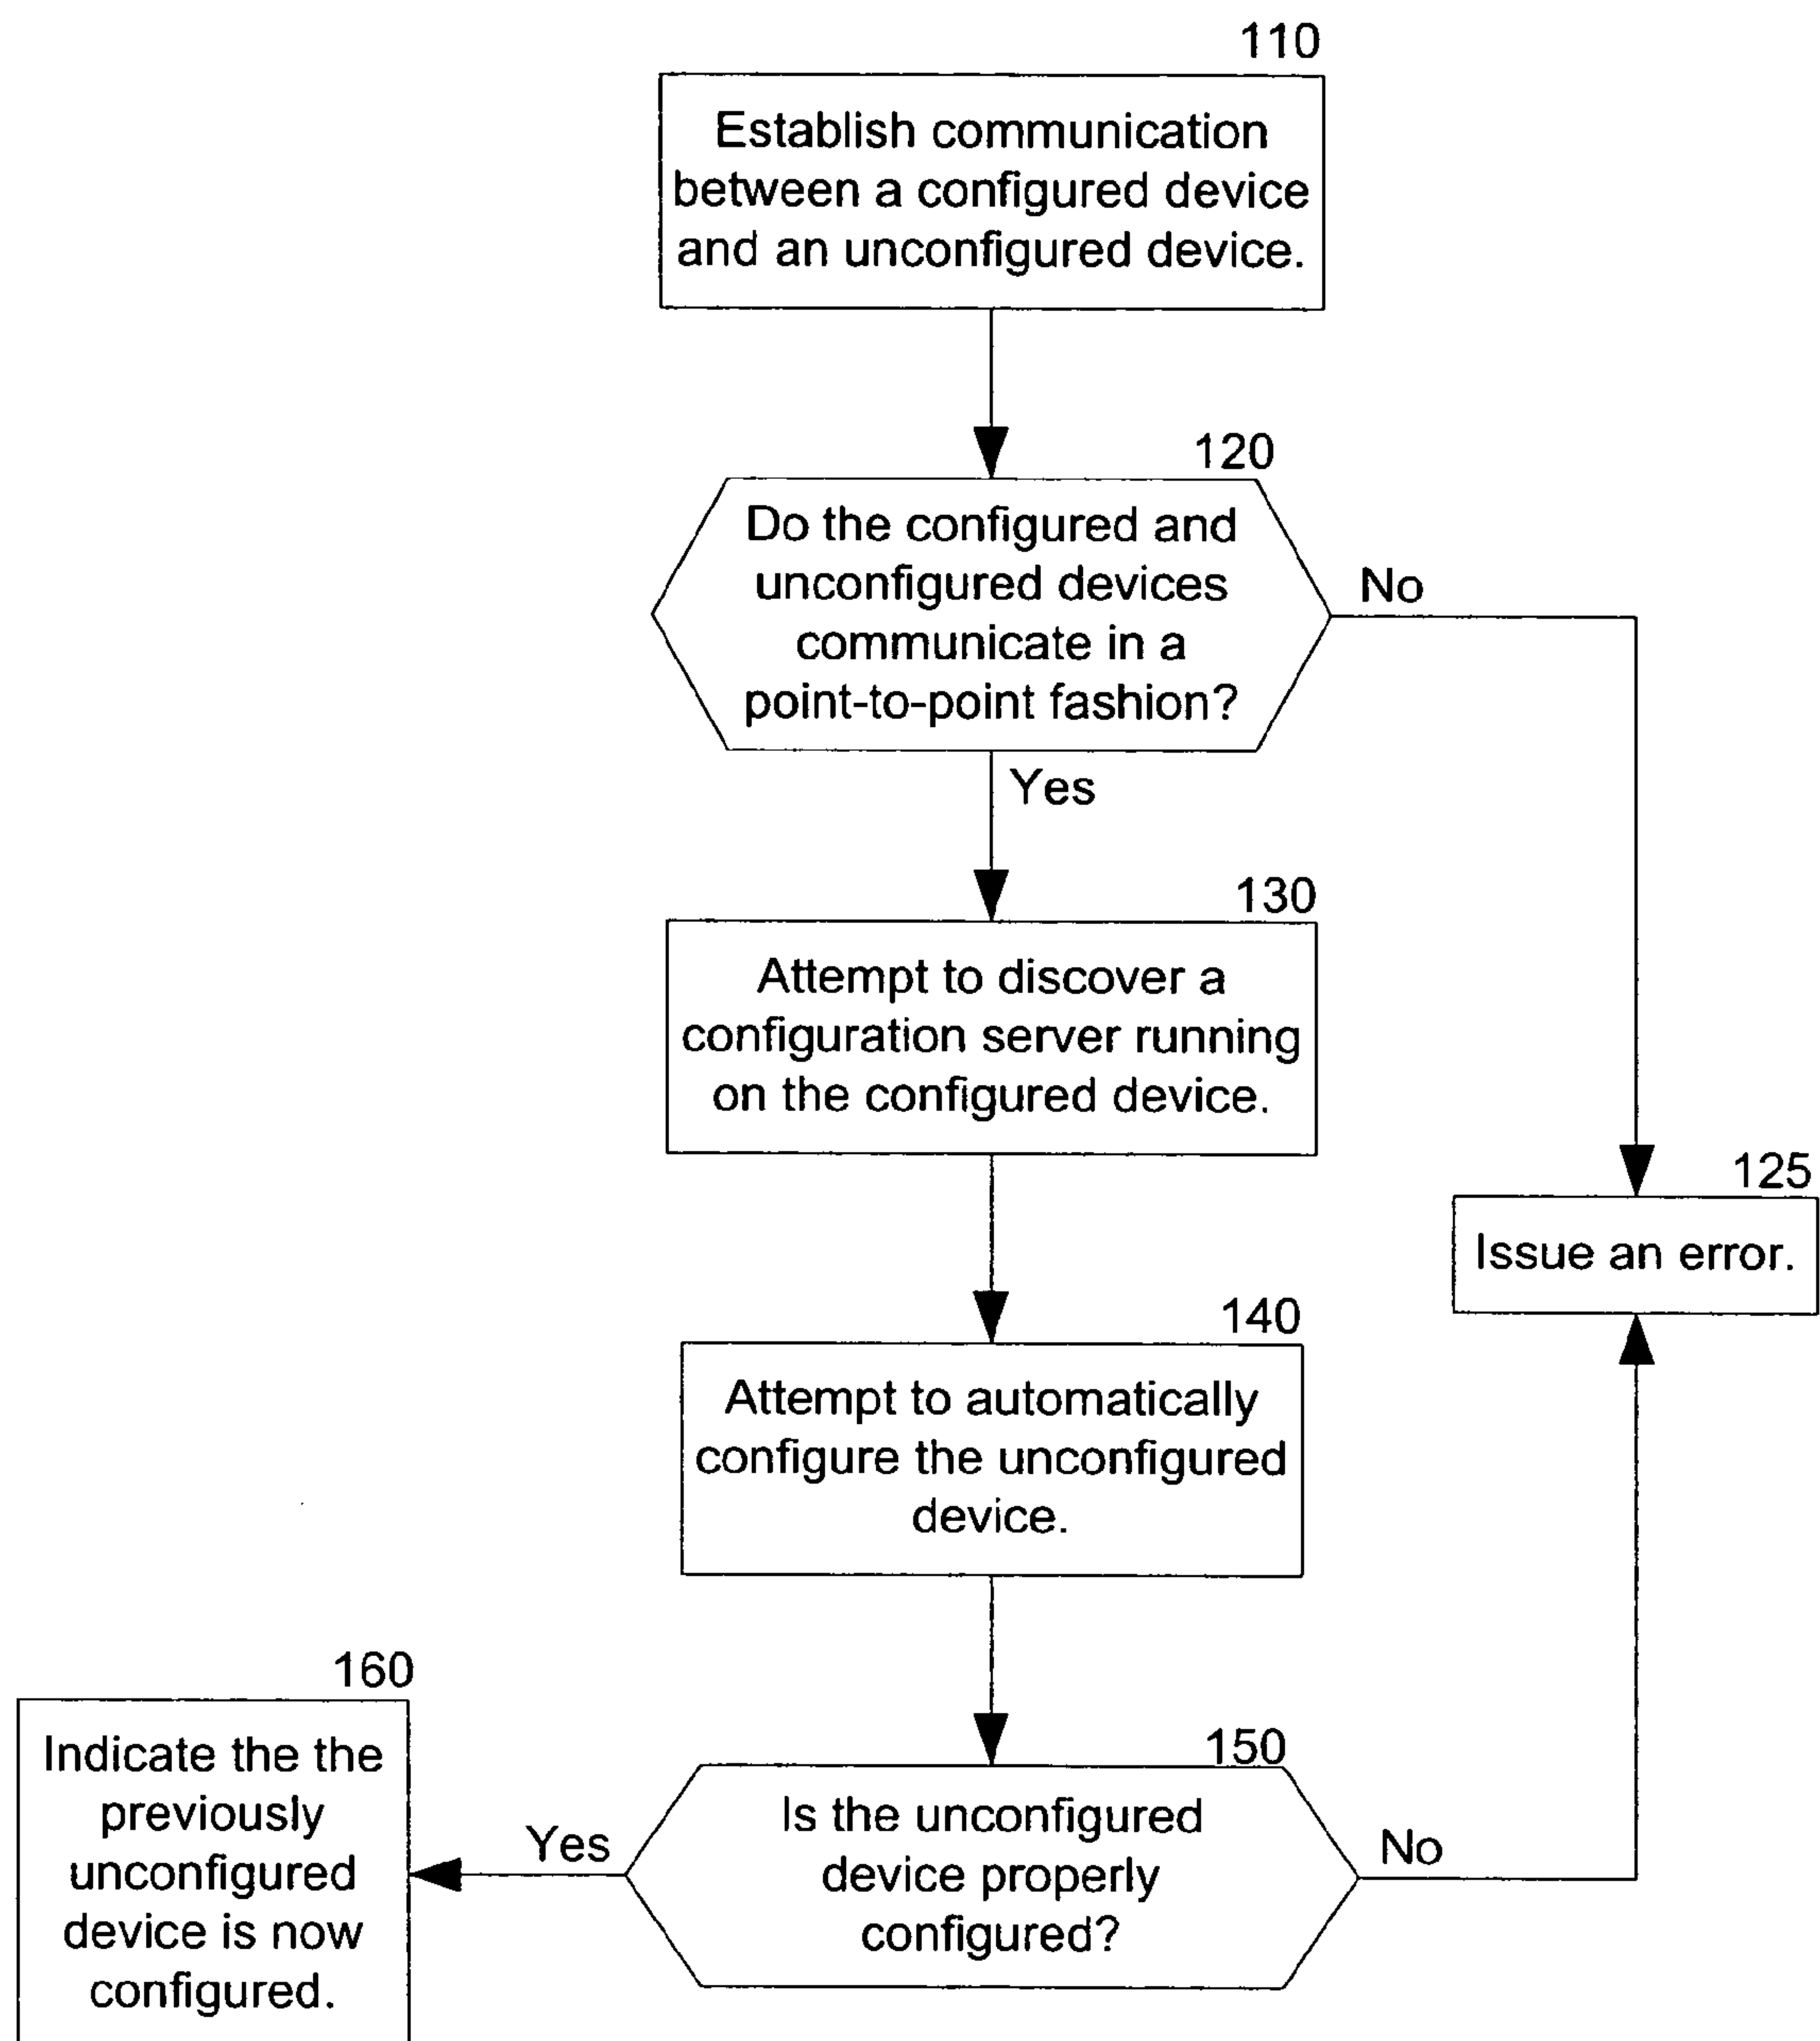 110
Establish communication
between a configured device
and an unconfigured device.
120
Do the configured and
unconfigured devices
communicate in a
point-to-point fashion?
No
Yes
130
Attempt to discover a
configuration server running
on the configured device.
125
Issue an error.
140
Attempt to automatically
configure the unconfigured
device.
160
Indicate the the
previously
unconfigured
device is now
configured.
150
Is the unconfigured
device properly
configured?
Yes
No